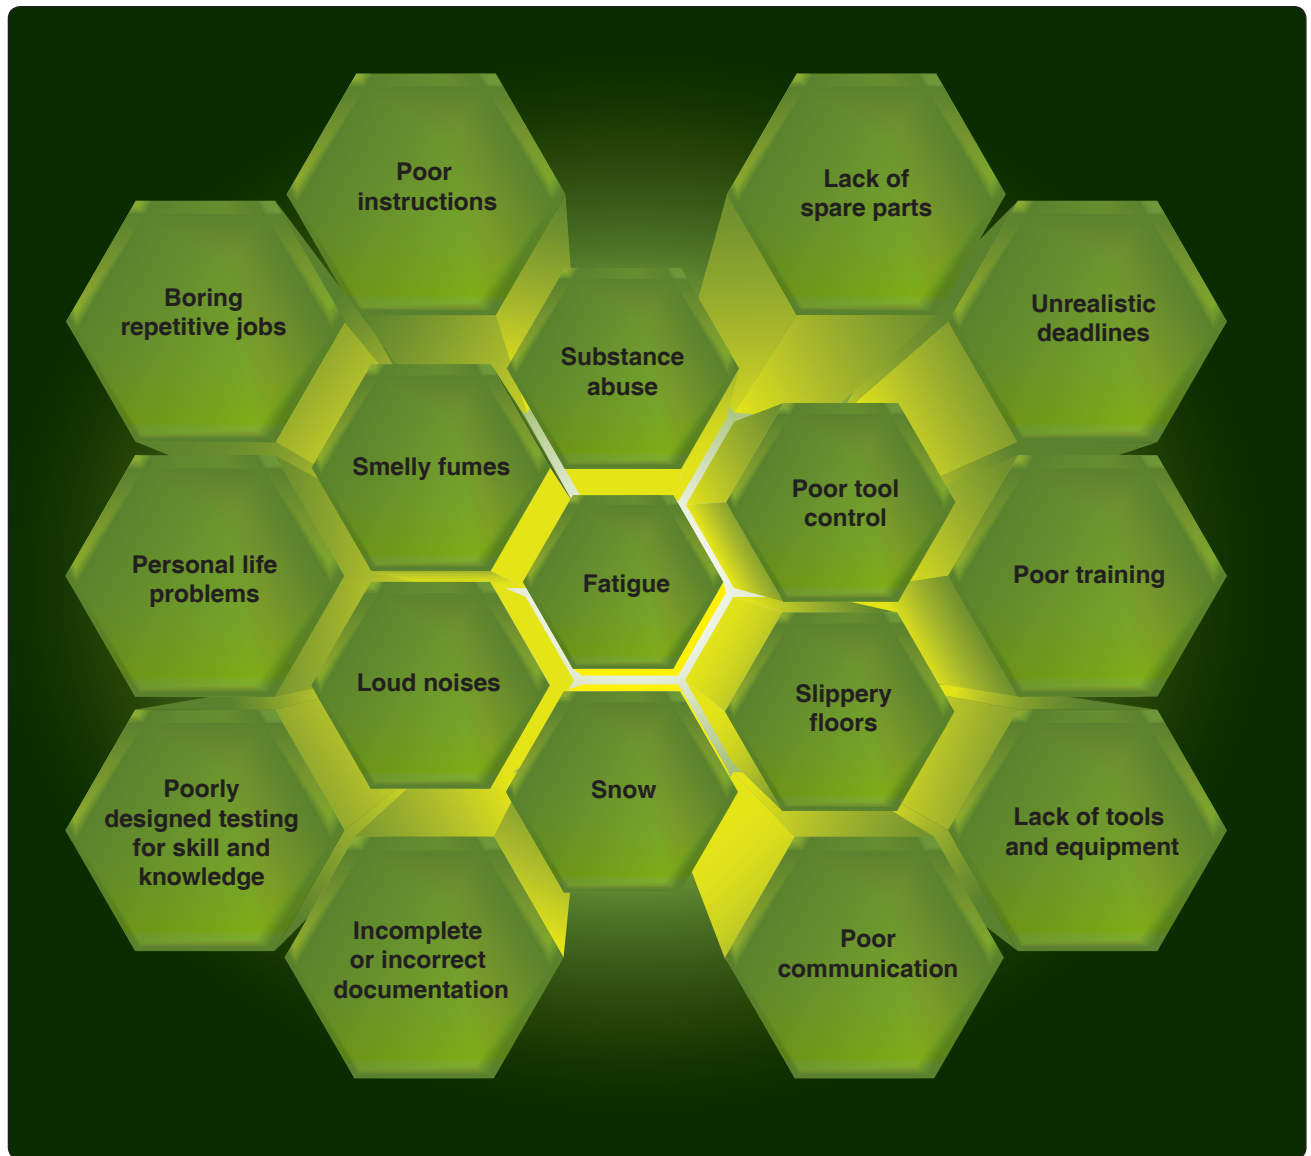 Poor
instructions
Lack of
spare parts
Boring
repetitive jobs
Unrealistic
deadlines
Substance
abuse
Smelly fumes
Poor tool
control
Personal life
problems
Fatigue
Poor training
Loud noises
Slippery
floors
Poorly
designed testing
for skill and
knowledge
Snow
Lack of tools
and equipment
Incomplete
or incorrect
documentation
Poor
communication